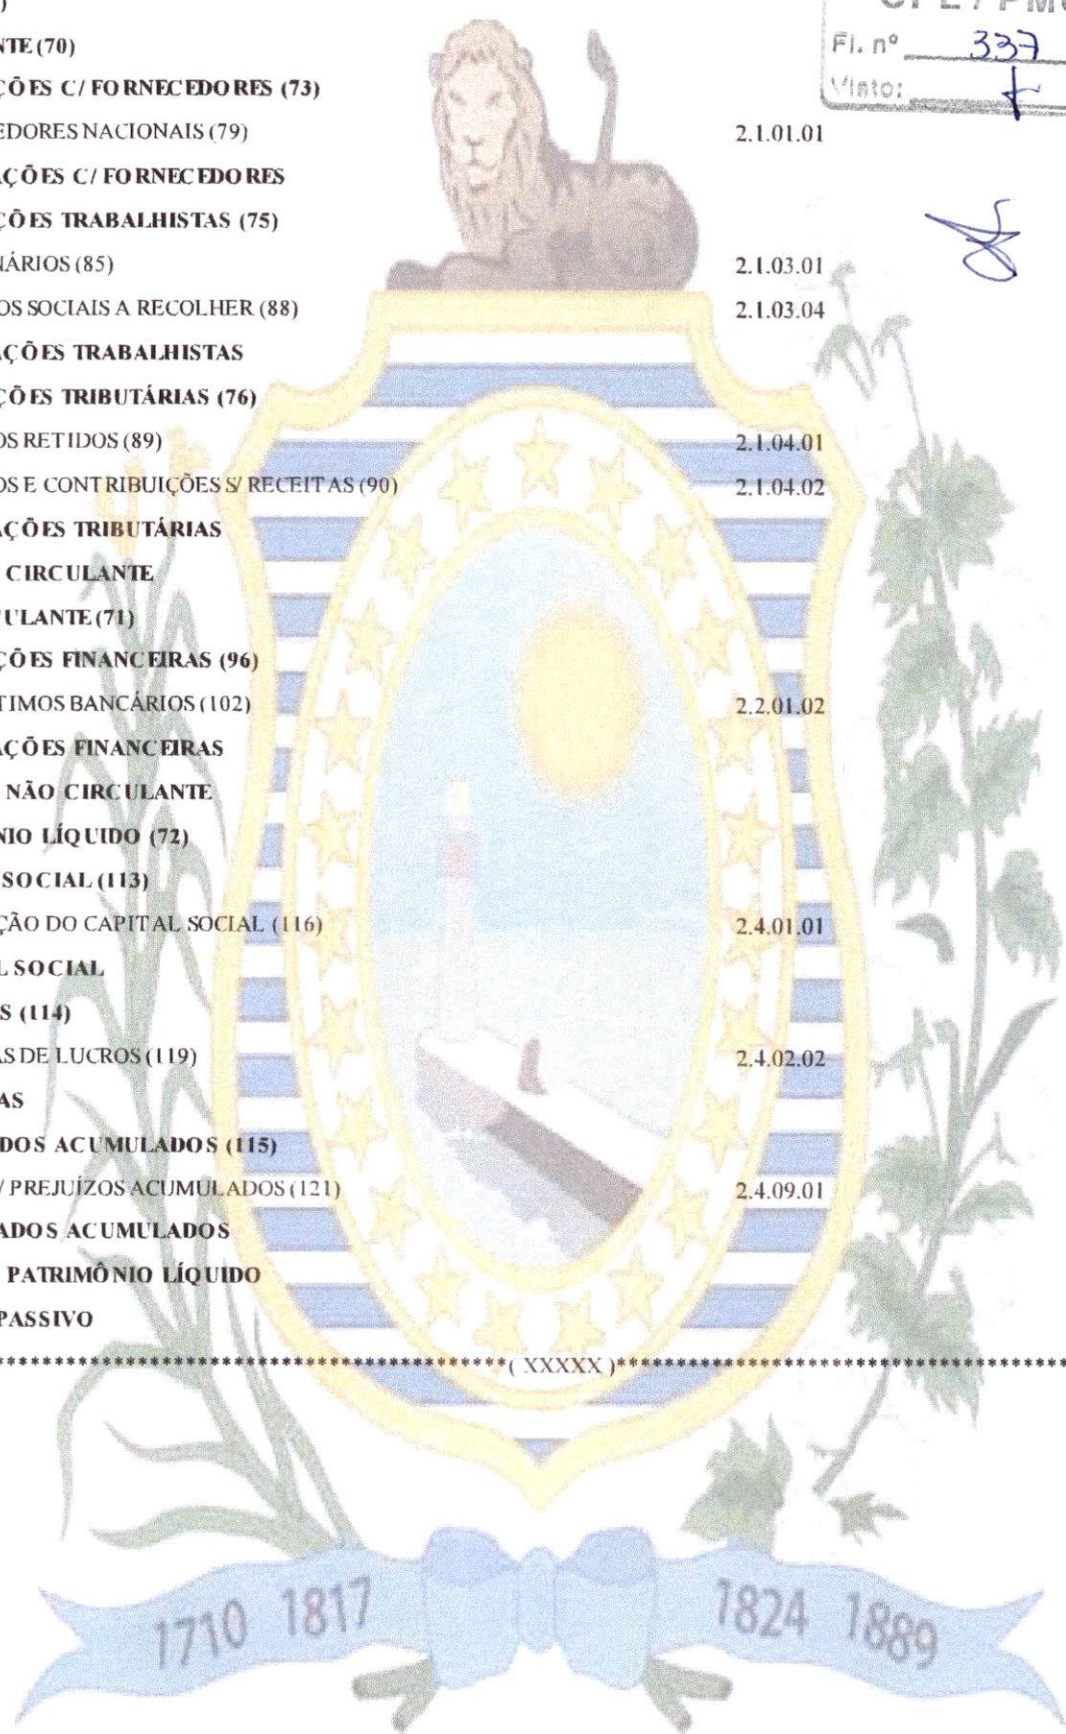 CPL / PM
NTE (70)
Fl. nº 337
Visto:
ÇÕES C/ FORNECEDORES (73)
EDORES NACIONAIS (79) 2.1.01.01
AÇÕES C/ FORNECEDORES
ÇÕES TRABALHISTAS (75)
NÁRIOS (85) 2.1.03.01
OS SOCIAIS A RECOLHER (88) 2.1.03.04
AÇÕES TRABALHISTAS
ÇÕES TRIBUTÁRIAS (76)
OS RETIDOS (89) 2.1.04.01
OS E CONTRIBUIÇÕES S/ RECEITAS (90) 2.1.04.02
AÇÕES TRIBUTÁRIAS
CIRCULANTE
CULANTE (71)
ÇÕES FINANCEIRAS (96)
TIMOS BANCÁRIOS (102) 2.2.01.02
AÇÕES FINANCEIRAS
NÃO CIRCULANTE
NIO LÍQUIDO (72)
SOCIAL (113)
ÇÃO DO CAPITAL SOCIAL (116) 2.4.01.01
L SOCIAL
S (114)
AS DE LUCROS (119) 2.4.02.02
AS
DOS ACUMULADOS (115)
/ PREJUÍZOS ACUMULADOS (121) 2.4.09.01
ADOS ACUMULADOS
PATRIMÔNIO LÍQUIDO
PASSIVO
******************************************( XXXXX )******************************************
1710 1817 1824 1889